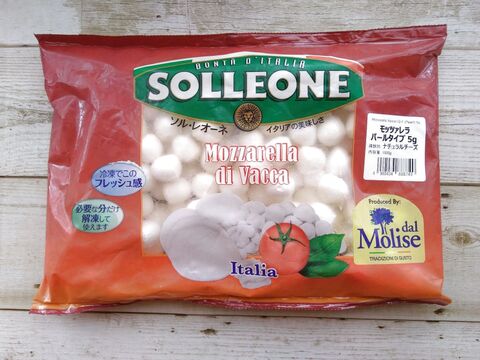 BONTÀ D'ITALIA
SOLLEONE
ソル・レオーネ
イタリアの美味しさ
Mozzarella
di Vacca
モッツァレラ
パールタイプ 5g
ナチュラルチーズ
冷凍でこの
フレッシュ感
必要な分だけ
解凍して
使えます
Produced By:
dal
Molise
TRADIZIONI DI GUSTO
Italia